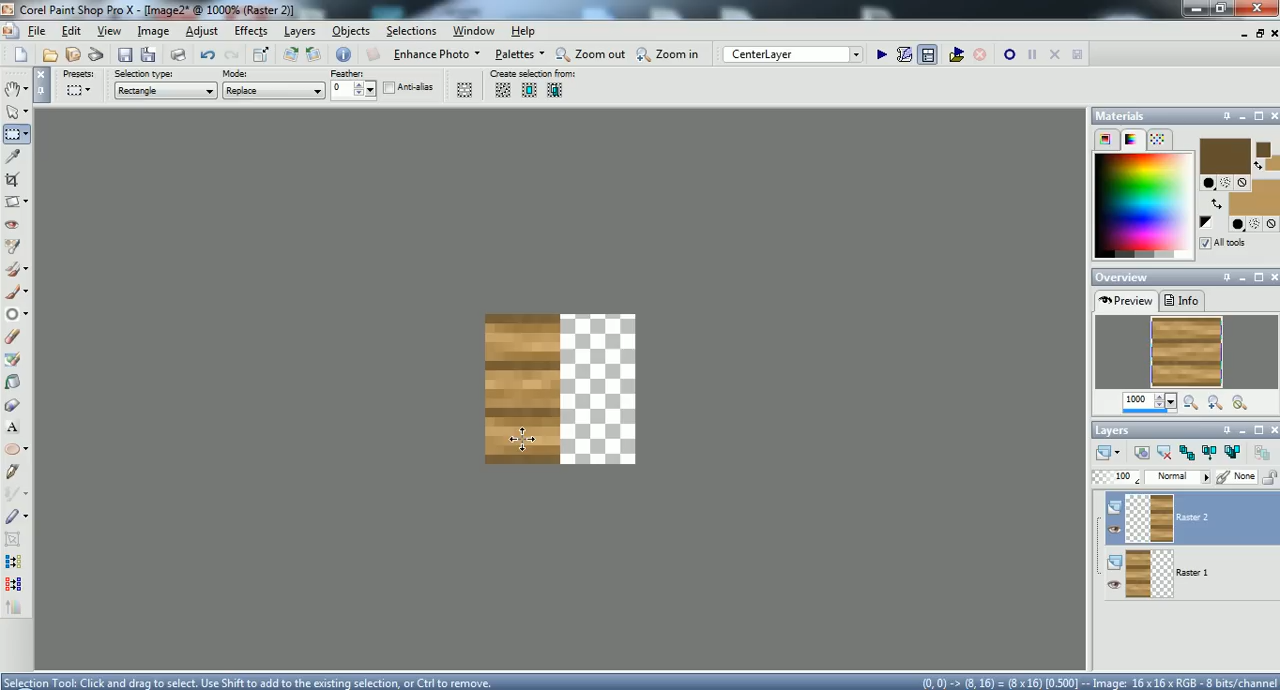 Corel Paint Shop Pro X - [Image2* @ 1000% (Raster 2)]
File Edit View Image Adjust Effects Layers Objects Selections Window Help
Enhance Photo Palettes Zoom out Zoom in CenterLayer
Presets: Selection type: Mode: Feather: Create selection from:
Rectangle Replace 0 Anti-alias
Materials
All tools
Overview
Preview Info
1000
Layers
100 Normal None
Raster 2
Raster 1
Selection Tool: Click and drag to select. Use Shift to add to the existing selection, or Ctrl to remove.
(0, 0) -> (8, 16) = (8 x 16) [0.500] -- Image: 16 x 16 x RGB - 8 bits/channel